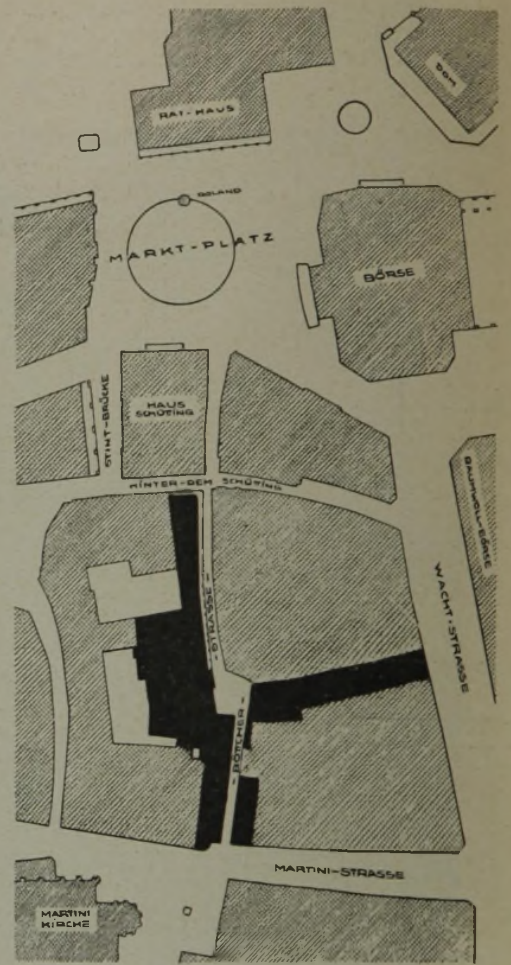 RAT-HAUS
DOM
ROLAND
MARKT-PLATZ
BÖRSE
STINT-BRÜCKE
HAUS
SCHÜTING
HINTER-DEM SCHÜTING
BAUMWOLL-BÖRSE
WACHT-STRASSE
-STRASSE-
-BÖTTCHER-
MARTINI-STRASSE
MARTINI
KIRCHE